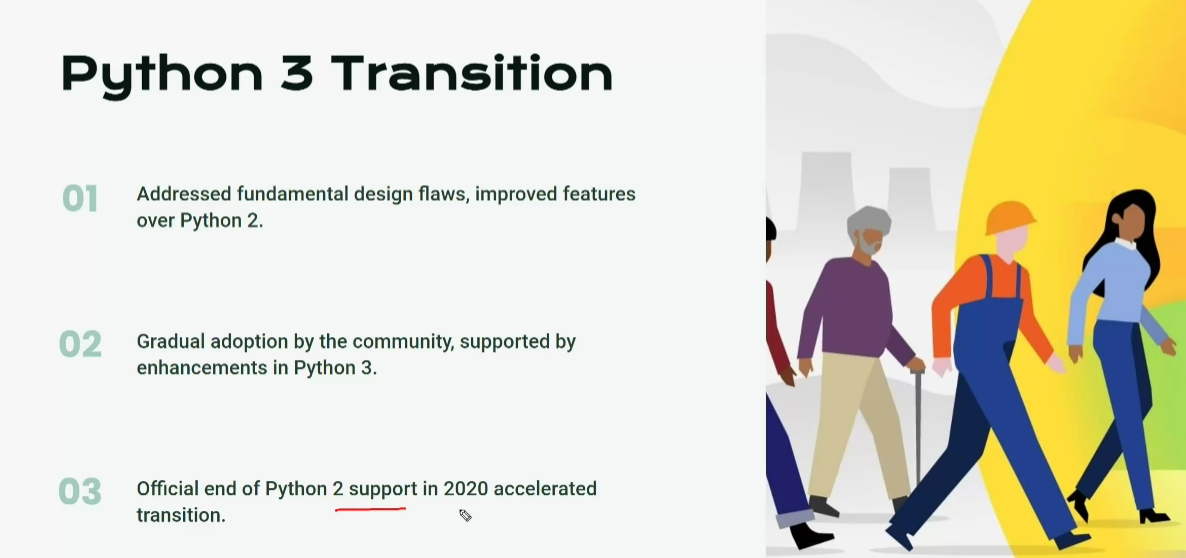 Python 3 Transition
01
Addressed fundamental design flaws, improved features
over Python 2.
02
Gradual adoption by the community, supported by
enhancements in Python 3.
03
Official end of Python 2 support in 2020 accelerated
transition.